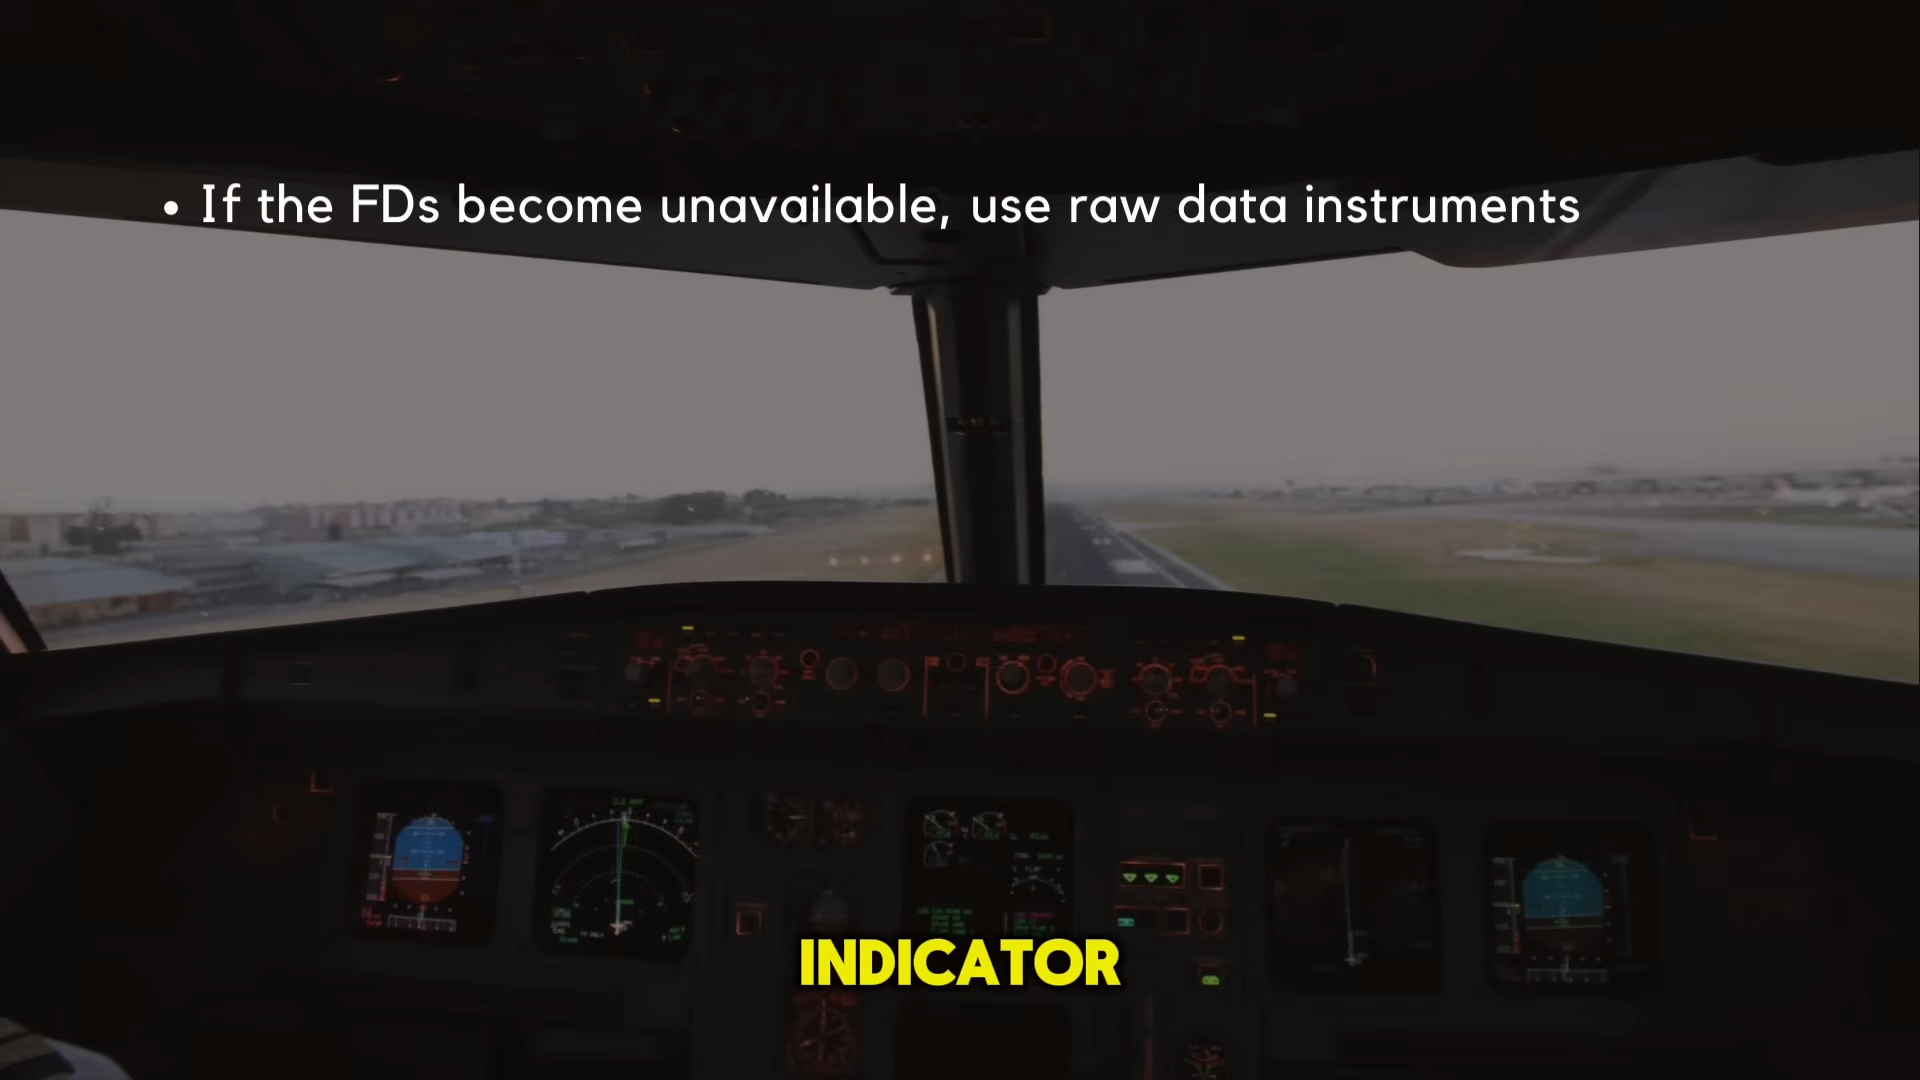 • If the FDs become unavailable, use raw data instruments
INDICATOR